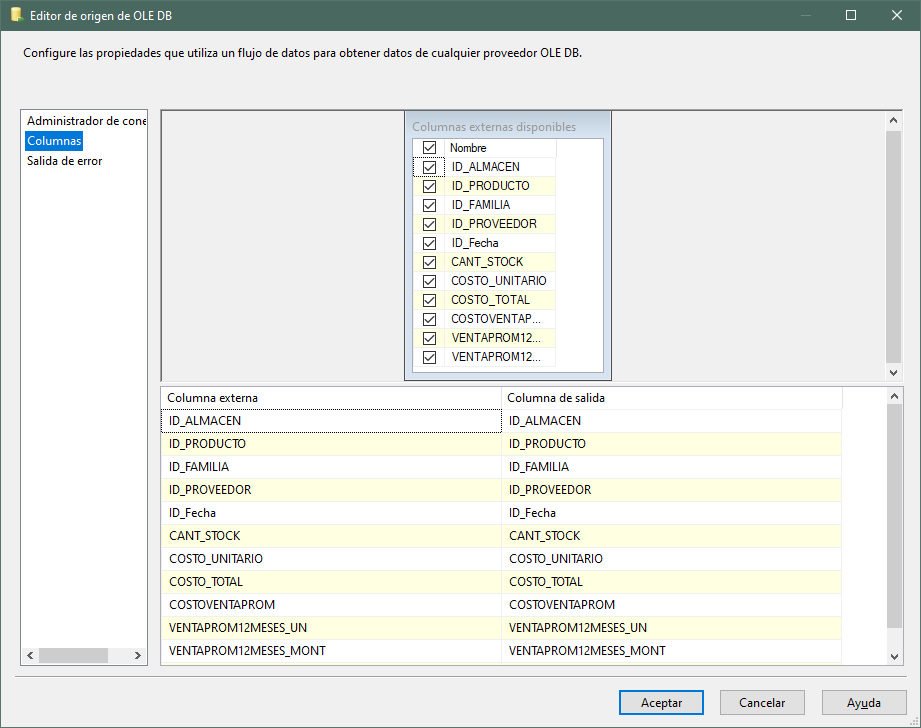 Editor de origen de OLE DB
Configure las propiedades que utiliza un flujo de datos para obtener datos de cualquier proveedor OLE DB.
Administrador de cone
Columnas
Salida de error
Columnas externas disponibles
Nombre
ID_ALMACEN
ID_PRODUCTO
ID_FAMILIA
ID_PROVEEDOR
ID_Fecha
CANT_STOCK
COSTO_UNITARIO
COSTO_TOTAL
COSTOVENTAP...
VENTAPROM12...
VENTAPROM12...
Columna externa Columna de salida
ID_ALMACEN ID_ALMACEN
ID_PRODUCTO ID_PRODUCTO
ID_FAMILIA ID_FAMILIA
ID_PROVEEDOR ID_PROVEEDOR
ID_Fecha ID_Fecha
CANT_STOCK CANT_STOCK
COSTO_UNITARIO COSTO_UNITARIO
COSTO_TOTAL COSTO_TOTAL
COSTOVENTAPROM COSTOVENTAPROM
VENTAPROM12MESES_UN VENTAPROM12MESES_UN
VENTAPROM12MESES_MONT VENTAPROM12MESES_MONT
Aceptar Cancelar Ayuda